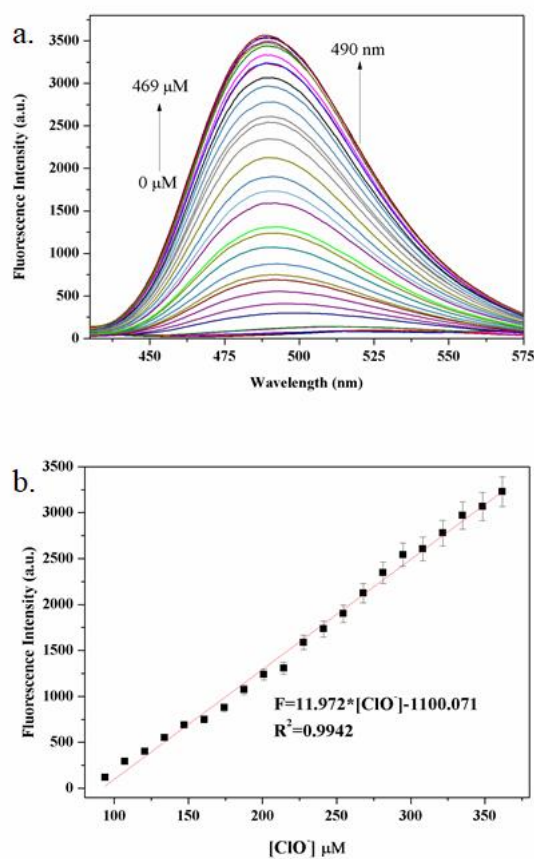 a.
3500
3000
2500
2000
1500
1000
500
0
Fluorescence Intensity (a.u.)
469 μM
0 μM
490 nm
450
475
500
525
550
575
Wavelength (nm)
b.
3500
3000
2500
2000
1500
1000
500
0
Fluorescence Intensity (a.u.)
F=11.972*[ClO⁻]-1100.071
R²=0.9942
100
150
200
250
300
350
[ClO⁻] μM